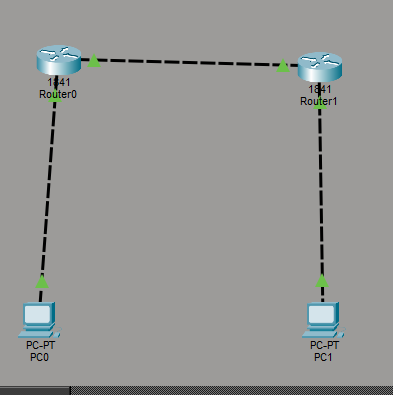 1841
Router0
1841
Router1
PC-PT
PC0
PC-PT
PC1